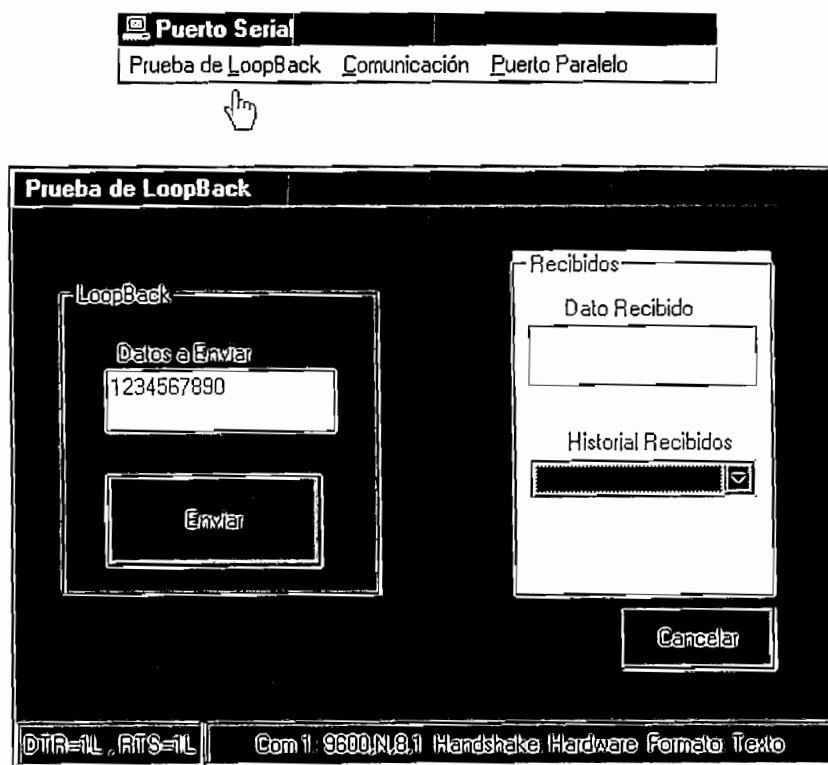 Puerto Serial
Prueba de LoopBack Comunicación Puerto Paralelo
Prueba de LoopBack
LoopBack
Datos a Enviar
1234567890
Enviar
Recibidos
Dato Recibido
Historial Recibidos
Cancelar
DTR=1L , RTS=1L
Com 1 9600,N,8,1 Handshake: Hardware Formato: Texto